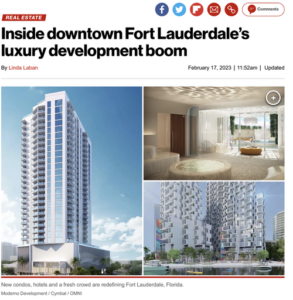 Comments
REAL ESTATE
Inside downtown Fort Lauderdale's
luxury development boom
By Linda Laban
February 17, 2023 | 11:52am | Updated
New condos, hotels and a fresh crowd are redefining Fort Lauderdale, Florida.
Modernis Development / Cymbal / OMNI